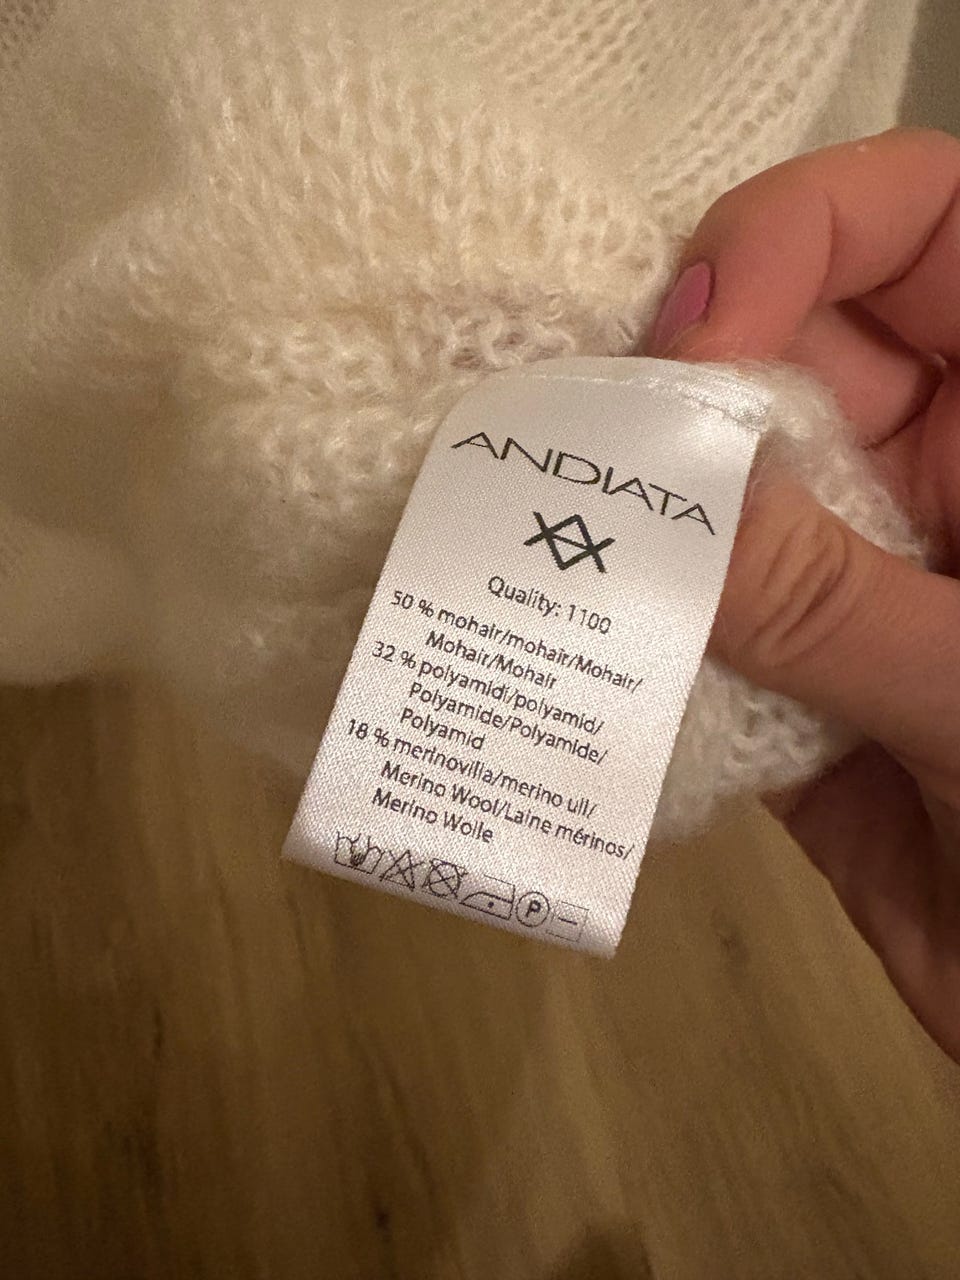 ANDIATA
Quality: 1100
50 % mohair/mohair/Mohair/
Mohair/Mohair
32 % polyamidi/polyamid/
Polyamide/Polyamide/
Polyamid
18 % merinovilla/merino ull/
Merino Wool/Laine mérinos/
Merino Wolle
P